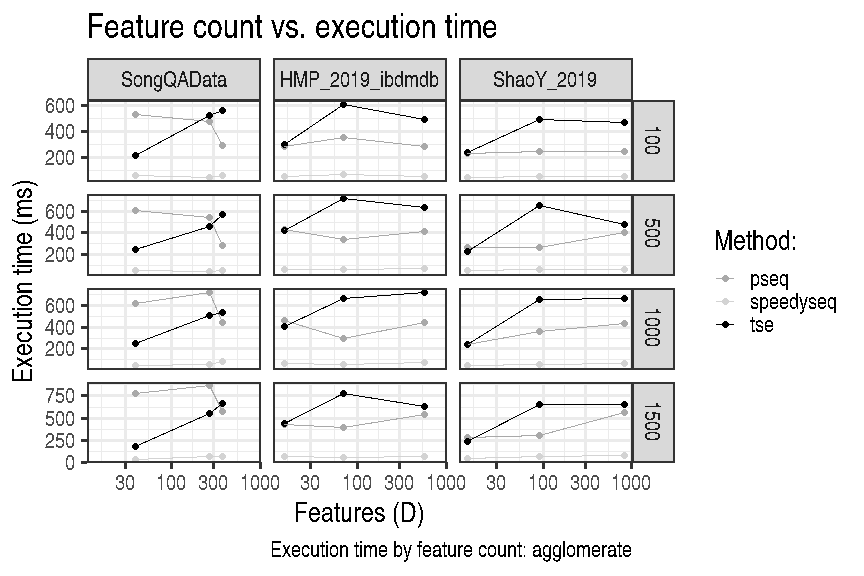 Feature count vs. execution time
SongQAData HMP_2019_ibdmdb ShaoY_2019
600
400
200
100
600
400
200
500
600
400
200
1000
750
500
250
0
1500
30 100 300 1000 30 100 300 1000 30 100 300 1000
Execution time (ms)
Features (D)
Execution time by feature count: agglomerate
Method:
pseq
speedyseq
tse